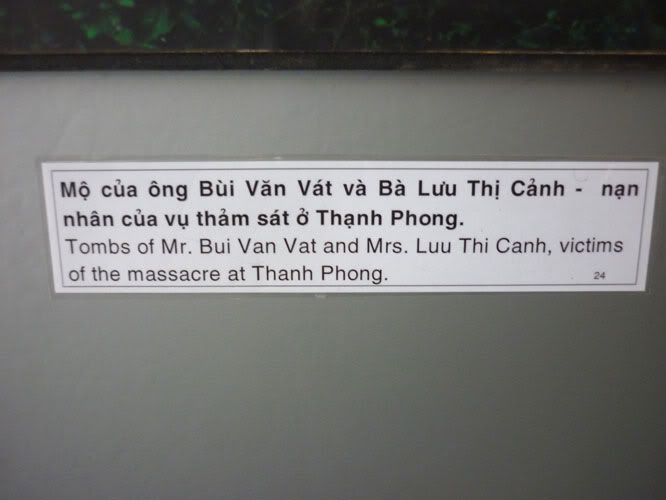 Mộ của ông Bùi Văn Vát và Bà Lưu Thị Cảnh - nạn
nhân của vụ thảm sát ở Thạnh Phong.
Tombs of Mr. Bui Van Vat and Mrs. Luu Thi Canh, victims
of the massacre at Thanh Phong.
24